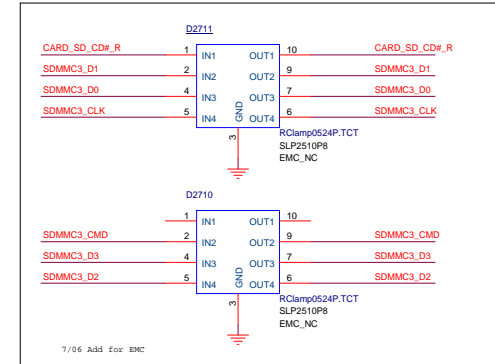 D2711
CARD_SD_CD#_R 1 IN1 OUT1 10 CARD_SD_CD#_R
SDMMC3_D1 2 IN2 OUT2 9 SDMMC3_D1
SDMMC3_D0 4 IN3 OUT3 7 SDMMC3_D0
SDMMC3_CLK 5 IN4 GND OUT4 6 SDMMC3_CLK
3 RClamp0524P.TCT
SLP2510P8
EMC_NC
D2710
1 IN1 OUT1 10
SDMMC3_CMD 2 IN2 OUT2 9 SDMMC3_CMD
SDMMC3_D3 4 IN3 OUT3 7 SDMMC3_D3
SDMMC3_D2 5 IN4 GND OUT4 6 SDMMC3_D2
3 RClamp0524P.TCT
SLP2510P8
EMC_NC
7/06 Add for EMC